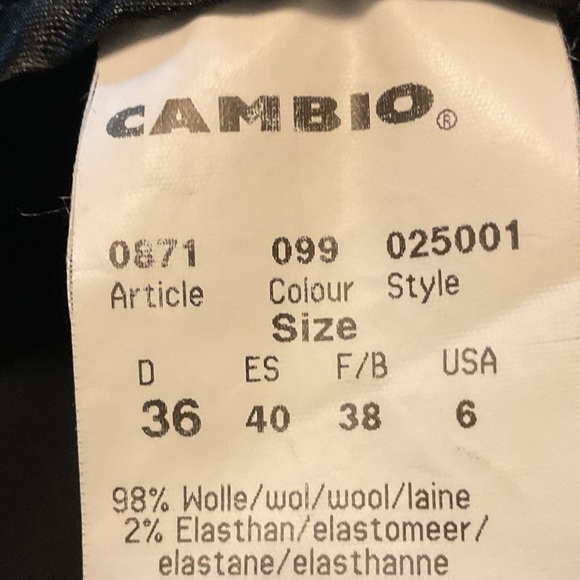 CAMBIO®
0871 099 025001
Article Colour Style
Size
D ES F/B USA
36 40 38 6
98% Wolle/wol/wool/laine
2% Elasthan/elastomeer/
elastane/elasthanne